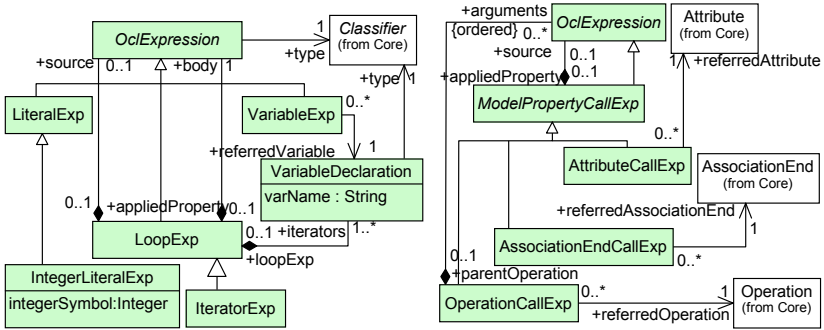 OclExpression
Classifier
(from Core)
1
+type
+source
0..1
+body
1
+type
1
LiteralExp
VariableExp
0..*
1
+referredVariable
VariableDeclaration
varName : String
0..1
+appliedProperty
0..1
LoopExp
0..1
+iterators
1..*
+loopExp
IntegerLiteralExp
integerSymbol:Integer
IteratorExp
+arguments
{ordered}
0..*
OclExpression
Attribute
(from Core)
+source
0..1
1
+referredAttribute
+appliedProperty
0..1
ModelPropertyCallExp
0..*
AttributeCallExp
AssociationEnd
(from Core)
+referredAssociationEnd
1
AssociationEndCallExp
0..*
0..1
+parentOperation
OperationCallExp
0..*
+referredOperation
1
Operation
(from Core)